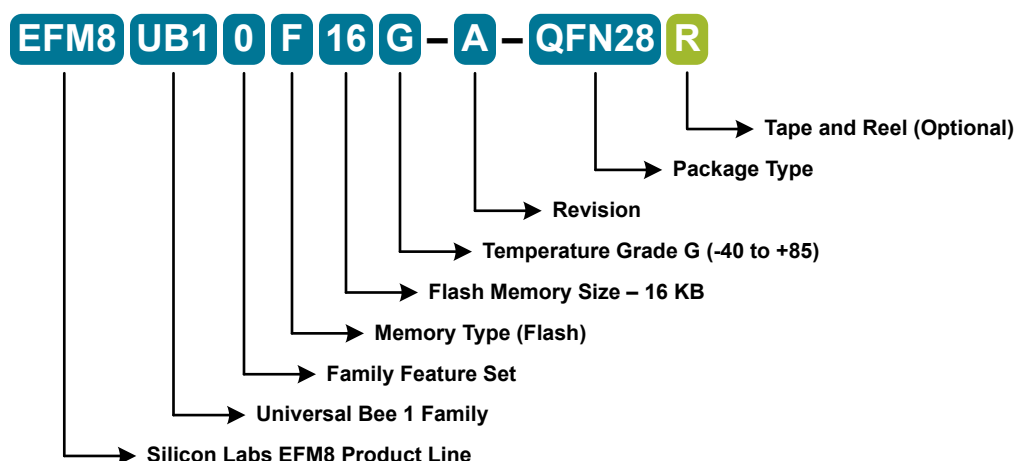 EFM8 UB1 0 F 16 G – A – QFN28 R
Tape and Reel (Optional)
Package Type
Revision
Temperature Grade G (-40 to +85)
Flash Memory Size – 16 KB
Memory Type (Flash)
Family Feature Set
Universal Bee 1 Family
Silicon Labs EFM8 Product Line